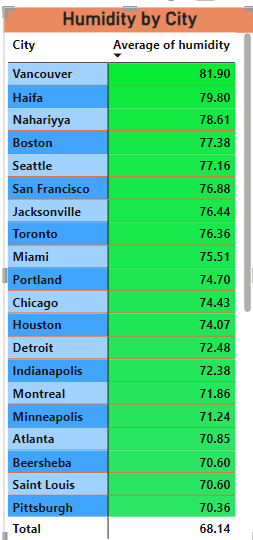 Humidity by City
City Average of humidity
Vancouver 81.90
Haifa 79.80
Nahariyya 78.61
Boston 77.38
Seattle 77.16
San Francisco 76.88
Jacksonville 76.44
Toronto 76.36
Miami 75.51
Portland 74.70
Chicago 74.43
Houston 74.07
Detroit 72.48
Indianapolis 72.38
Montreal 71.86
Minneapolis 71.24
Atlanta 70.85
Beersheba 70.60
Saint Louis 70.60
Pittsburgh 70.36
Total 68.14